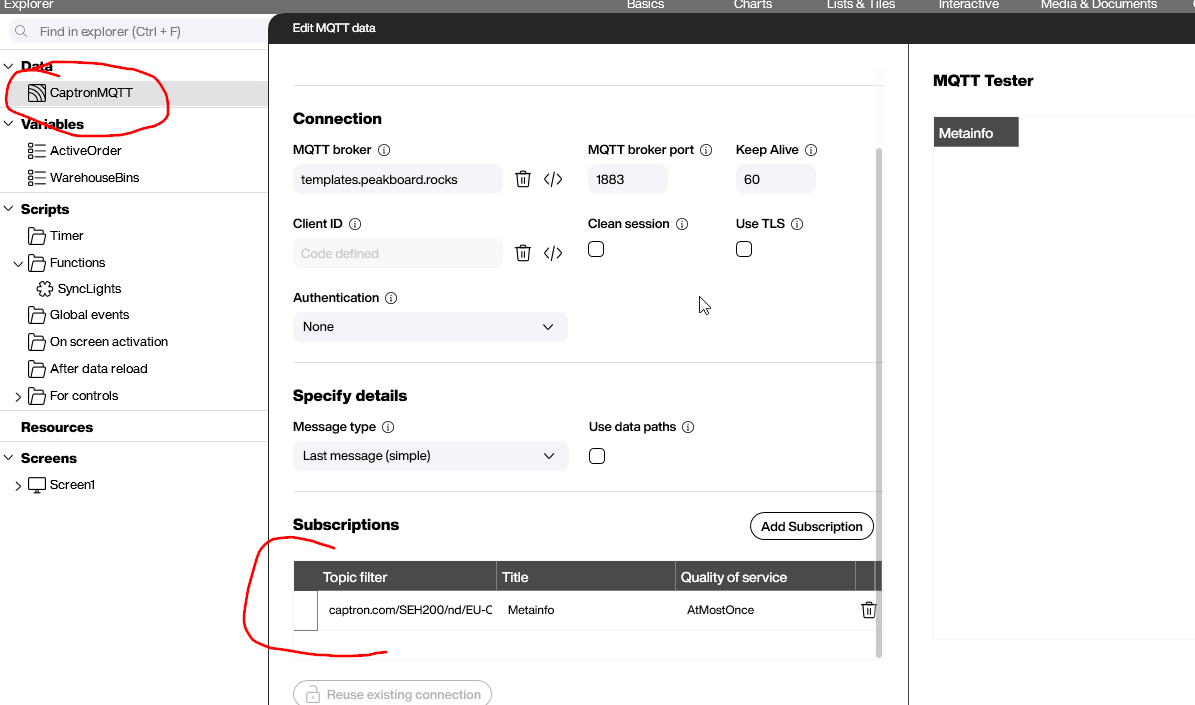 Explorer
Basics
Charts
Lists & Tiles
Interactive
Media & Documents
Find in explorer (Ctrl + F)
Data
CaptronMQTT
Variables
ActiveOrder
WarehouseBins
Scripts
Timer
Functions
SyncLights
Global events
On screen activation
After data reload
For controls
Resources
Screens
Screen1
Edit MQTT data
Connection
MQTT broker
MQTT broker port
Keep Alive
templates.peakboard.rocks
1883
60
Client ID
Clean session
Use TLS
Code defined
Authentication
None
Specify details
Message type
Use data paths
Last message (simple)
Subscriptions
Add Subscription
Topic filter
Title
Quality of service
captron.com/SEH200/nd/EU-C
Metainfo
AtMostOnce
Reuse existing connection
MQTT Tester
Metainfo